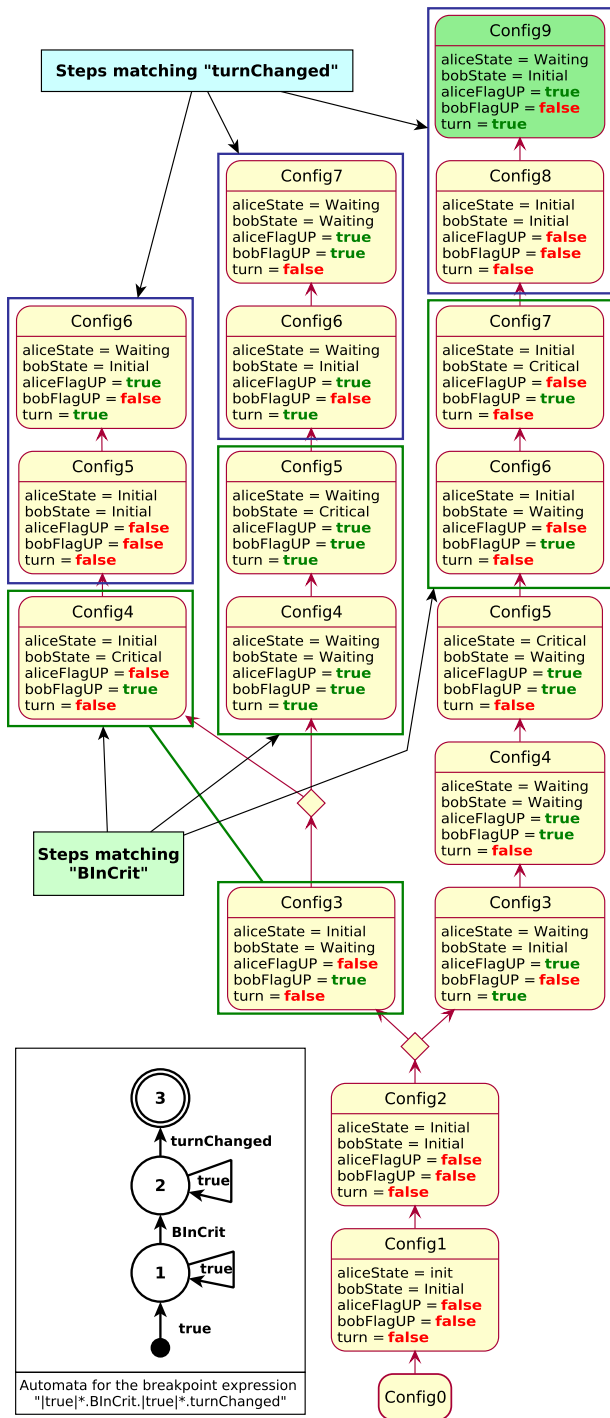 Config9
aliceState = Waiting
bobState = Initial
aliceFlagUP = true
bobFlagUP = false
turn = true
Steps matching "turnChanged"
Config7
aliceState = Waiting
bobState = Waiting
aliceFlagUP = true
bobFlagUP = true
turn = false
Config8
aliceState = Initial
bobState = Initial
aliceFlagUP = false
bobFlagUP = false
turn = false
Config6
aliceState = Waiting
bobState = Initial
aliceFlagUP = true
bobFlagUP = false
turn = true
Config6
aliceState = Waiting
bobState = Initial
aliceFlagUP = true
bobFlagUP = false
turn = true
Config7
aliceState = Initial
bobState = Critical
aliceFlagUP = false
bobFlagUP = true
turn = false
Config5
aliceState = Initial
bobState = Initial
aliceFlagUP = false
bobFlagUP = false
turn = false
Config5
aliceState = Waiting
bobState = Critical
aliceFlagUP = true
bobFlagUP = true
turn = true
Config6
aliceState = Initial
bobState = Waiting
aliceFlagUP = false
bobFlagUP = true
turn = false
Config4
aliceState = Initial
bobState = Critical
aliceFlagUP = false
bobFlagUP = true
turn = false
Config4
aliceState = Waiting
bobState = Waiting
aliceFlagUP = true
bobFlagUP = true
turn = true
Config5
aliceState = Critical
bobState = Waiting
aliceFlagUP = true
bobFlagUP = true
turn = false
Config4
aliceState = Waiting
bobState = Waiting
aliceFlagUP = true
bobFlagUP = true
turn = false
Steps matching
"BInCrit"
Config3
aliceState = Initial
bobState = Waiting
aliceFlagUP = false
bobFlagUP = true
turn = false
Config3
aliceState = Waiting
bobState = Initial
aliceFlagUP = true
bobFlagUP = false
turn = true
Config2
aliceState = Initial
bobState = Initial
aliceFlagUP = false
bobFlagUP = false
turn = false
Config1
aliceState = init
bobState = Initial
aliceFlagUP = false
bobFlagUP = false
turn = false
Config0
3
turnChanged
2
true
BInCrit
1
true
true
Automata for the breakpoint expression
"|true|*.BInCrit.|true|*.turnChanged"